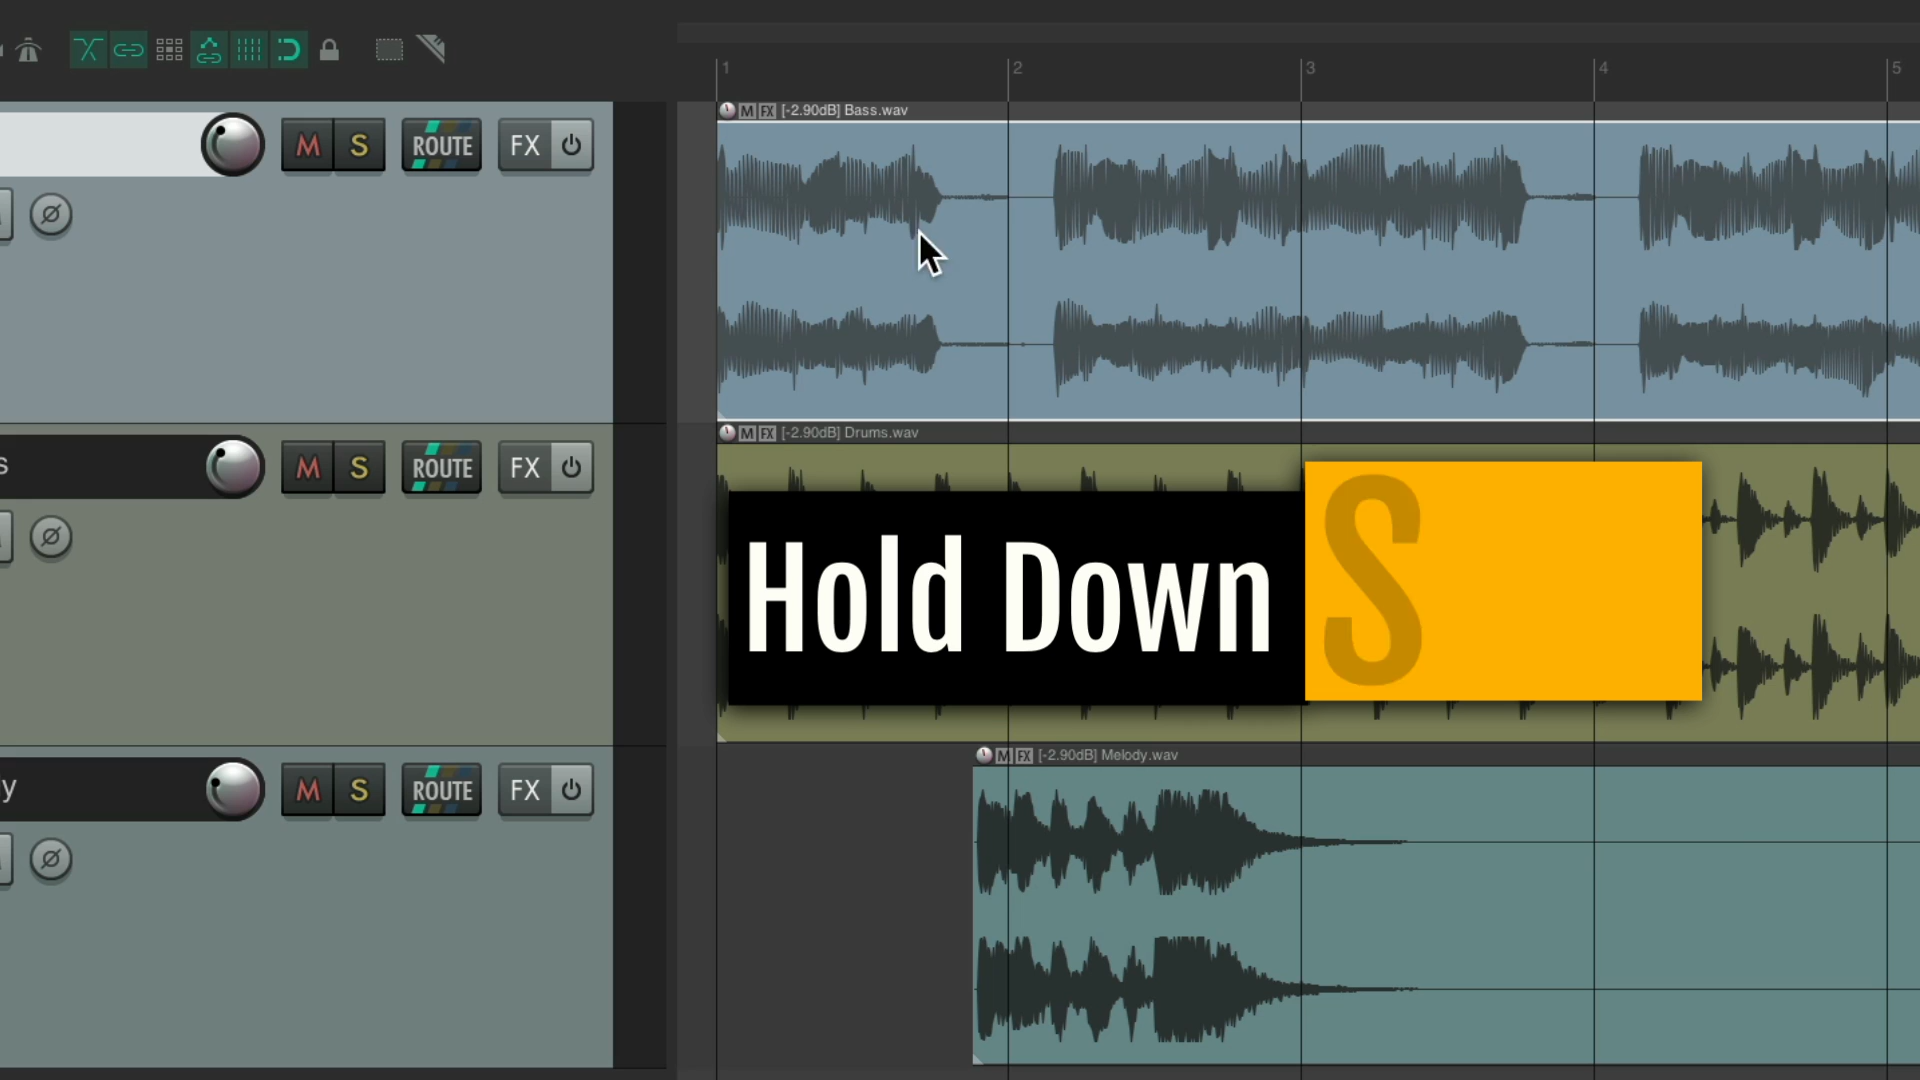 1 2 3 4 5
M FX [-2.90dB] Bass.wav
M S ROUTE FX
Ø
M FX [-2.90dB] Drums.wav
s M S ROUTE FX
Ø
Hold Down S
M FX [-2.90dB] Melody.wav
y M S ROUTE FX
Ø